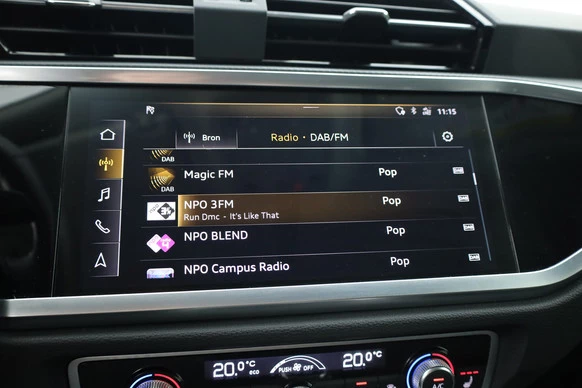 11:15
Bron
Radio · DAB/FM
DAB
Magic FM Pop
DAB
NPO 3FM Pop
Run Dmc - It's Like That
NPO BLEND Pop
NPO Campus Radio Pop
20.0°C eco
PUSH OFF
20.0°C
A/C